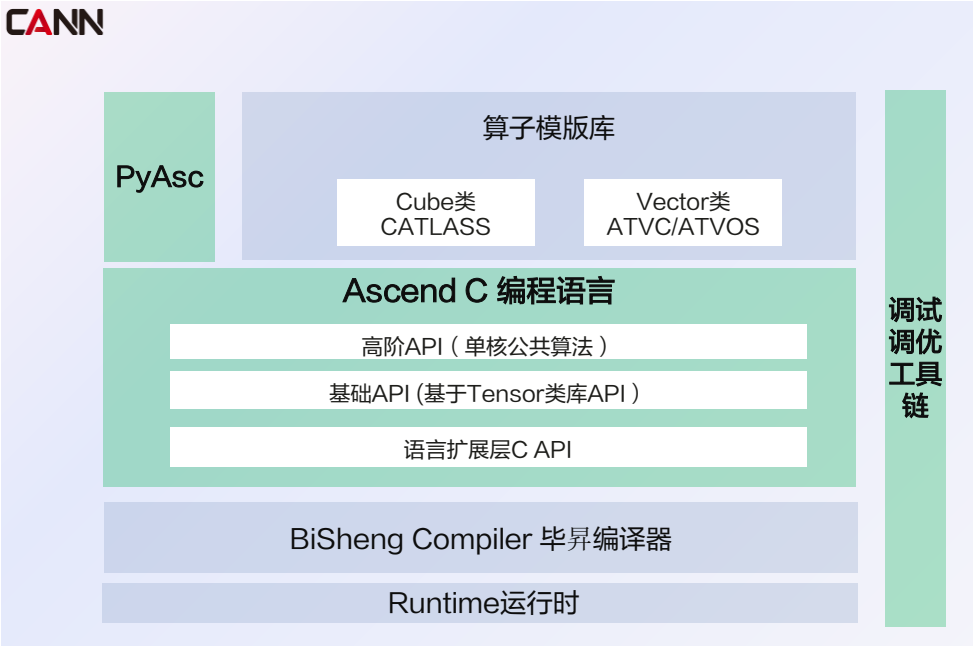 CANN
PyAsc
算子模版库
Cube类
CATLASS
Vector类
ATVC/ATVOS
Ascend C 编程语言
高阶API（单核公共算法）
基础API (基于Tensor类库API）
语言扩展层C API
调试
调优
工具
链
BiSheng Compiler 毕昇编译器
Runtime运行时